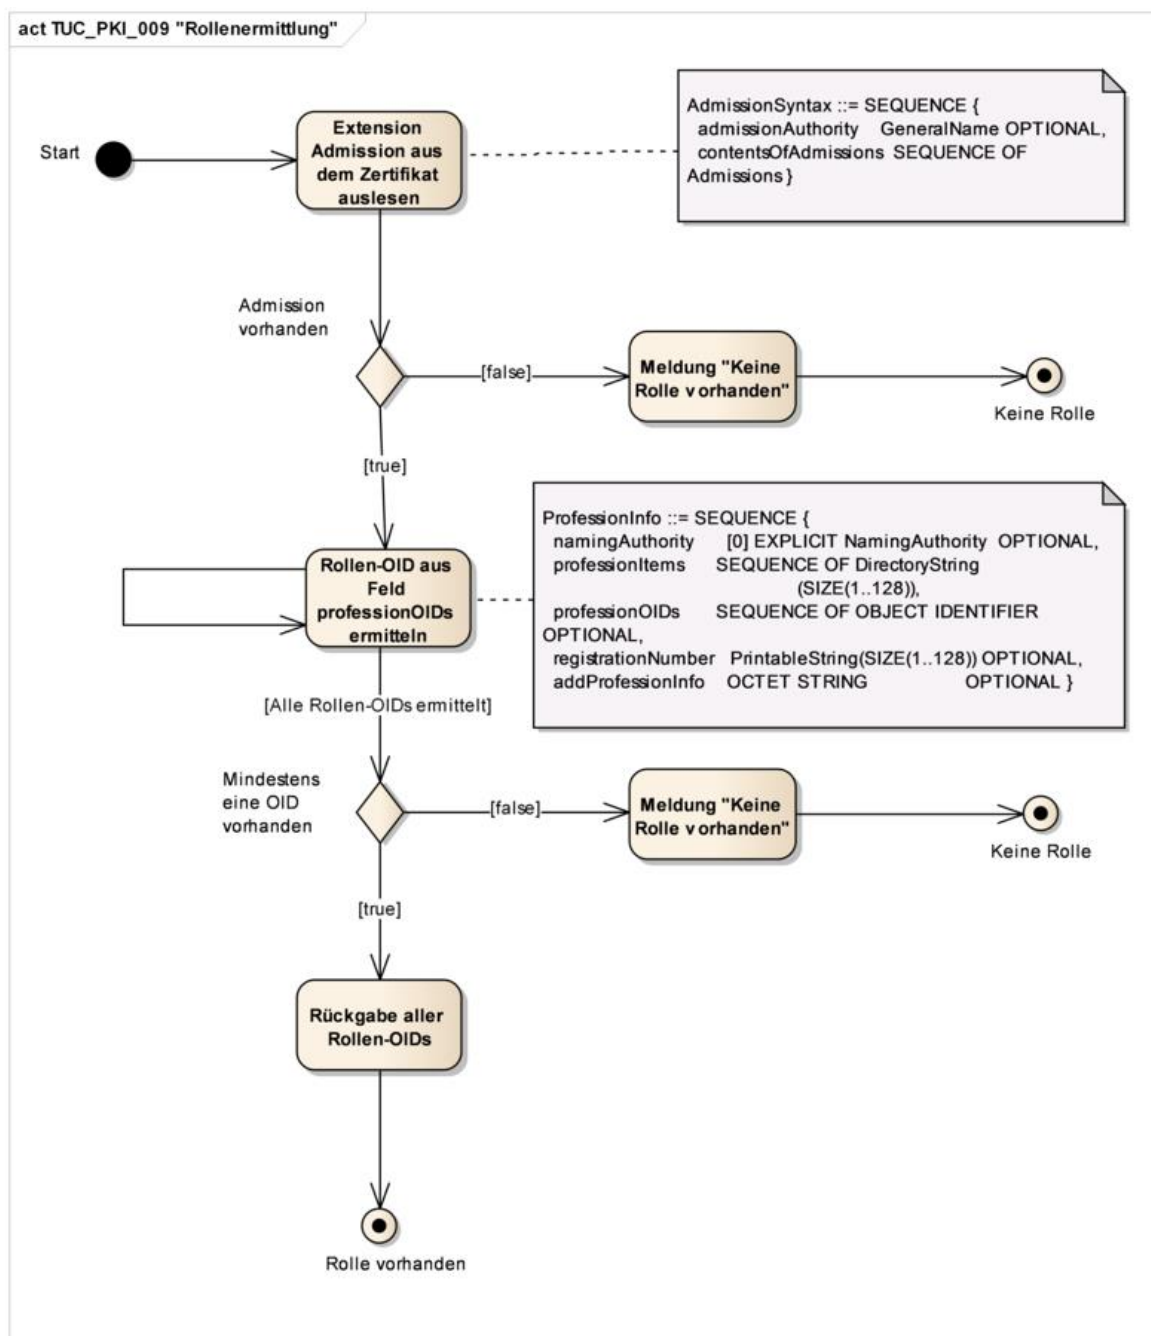 act TUC_PKI_009 "Rollenermittlung"
Start
Extension
Admission aus
dem Zertifikat
auslesen
AdmissionSyntax ::= SEQUENCE {
admissionAuthority GeneralName OPTIONAL,
contentsOfAdmissions SEQUENCE OF
Admissions }
Admission
vorhanden
[false]
Meldung "Keine
Rolle vorhanden"
Keine Rolle
[true]
Rollen-OID aus
Feld
professionOIDs
ermitteln
ProfessionInfo ::= SEQUENCE {
namingAuthority [0] EXPLICIT NamingAuthority OPTIONAL,
professionItems SEQUENCE OF DirectoryString
(SIZE(1..128)),
professionOIDs SEQUENCE OF OBJECT IDENTIFIER
OPTIONAL,
registrationNumber PrintableString(SIZE(1..128)) OPTIONAL,
addProfessionInfo OCTET STRING OPTIONAL }
[Alle Rollen-OIDs ermittelt]
Mindestens
eine OID
vorhanden
[false]
Meldung "Keine
Rolle vorhanden"
Keine Rolle
[true]
Rückgabe aller
Rollen-OIDs
Rolle vorhanden